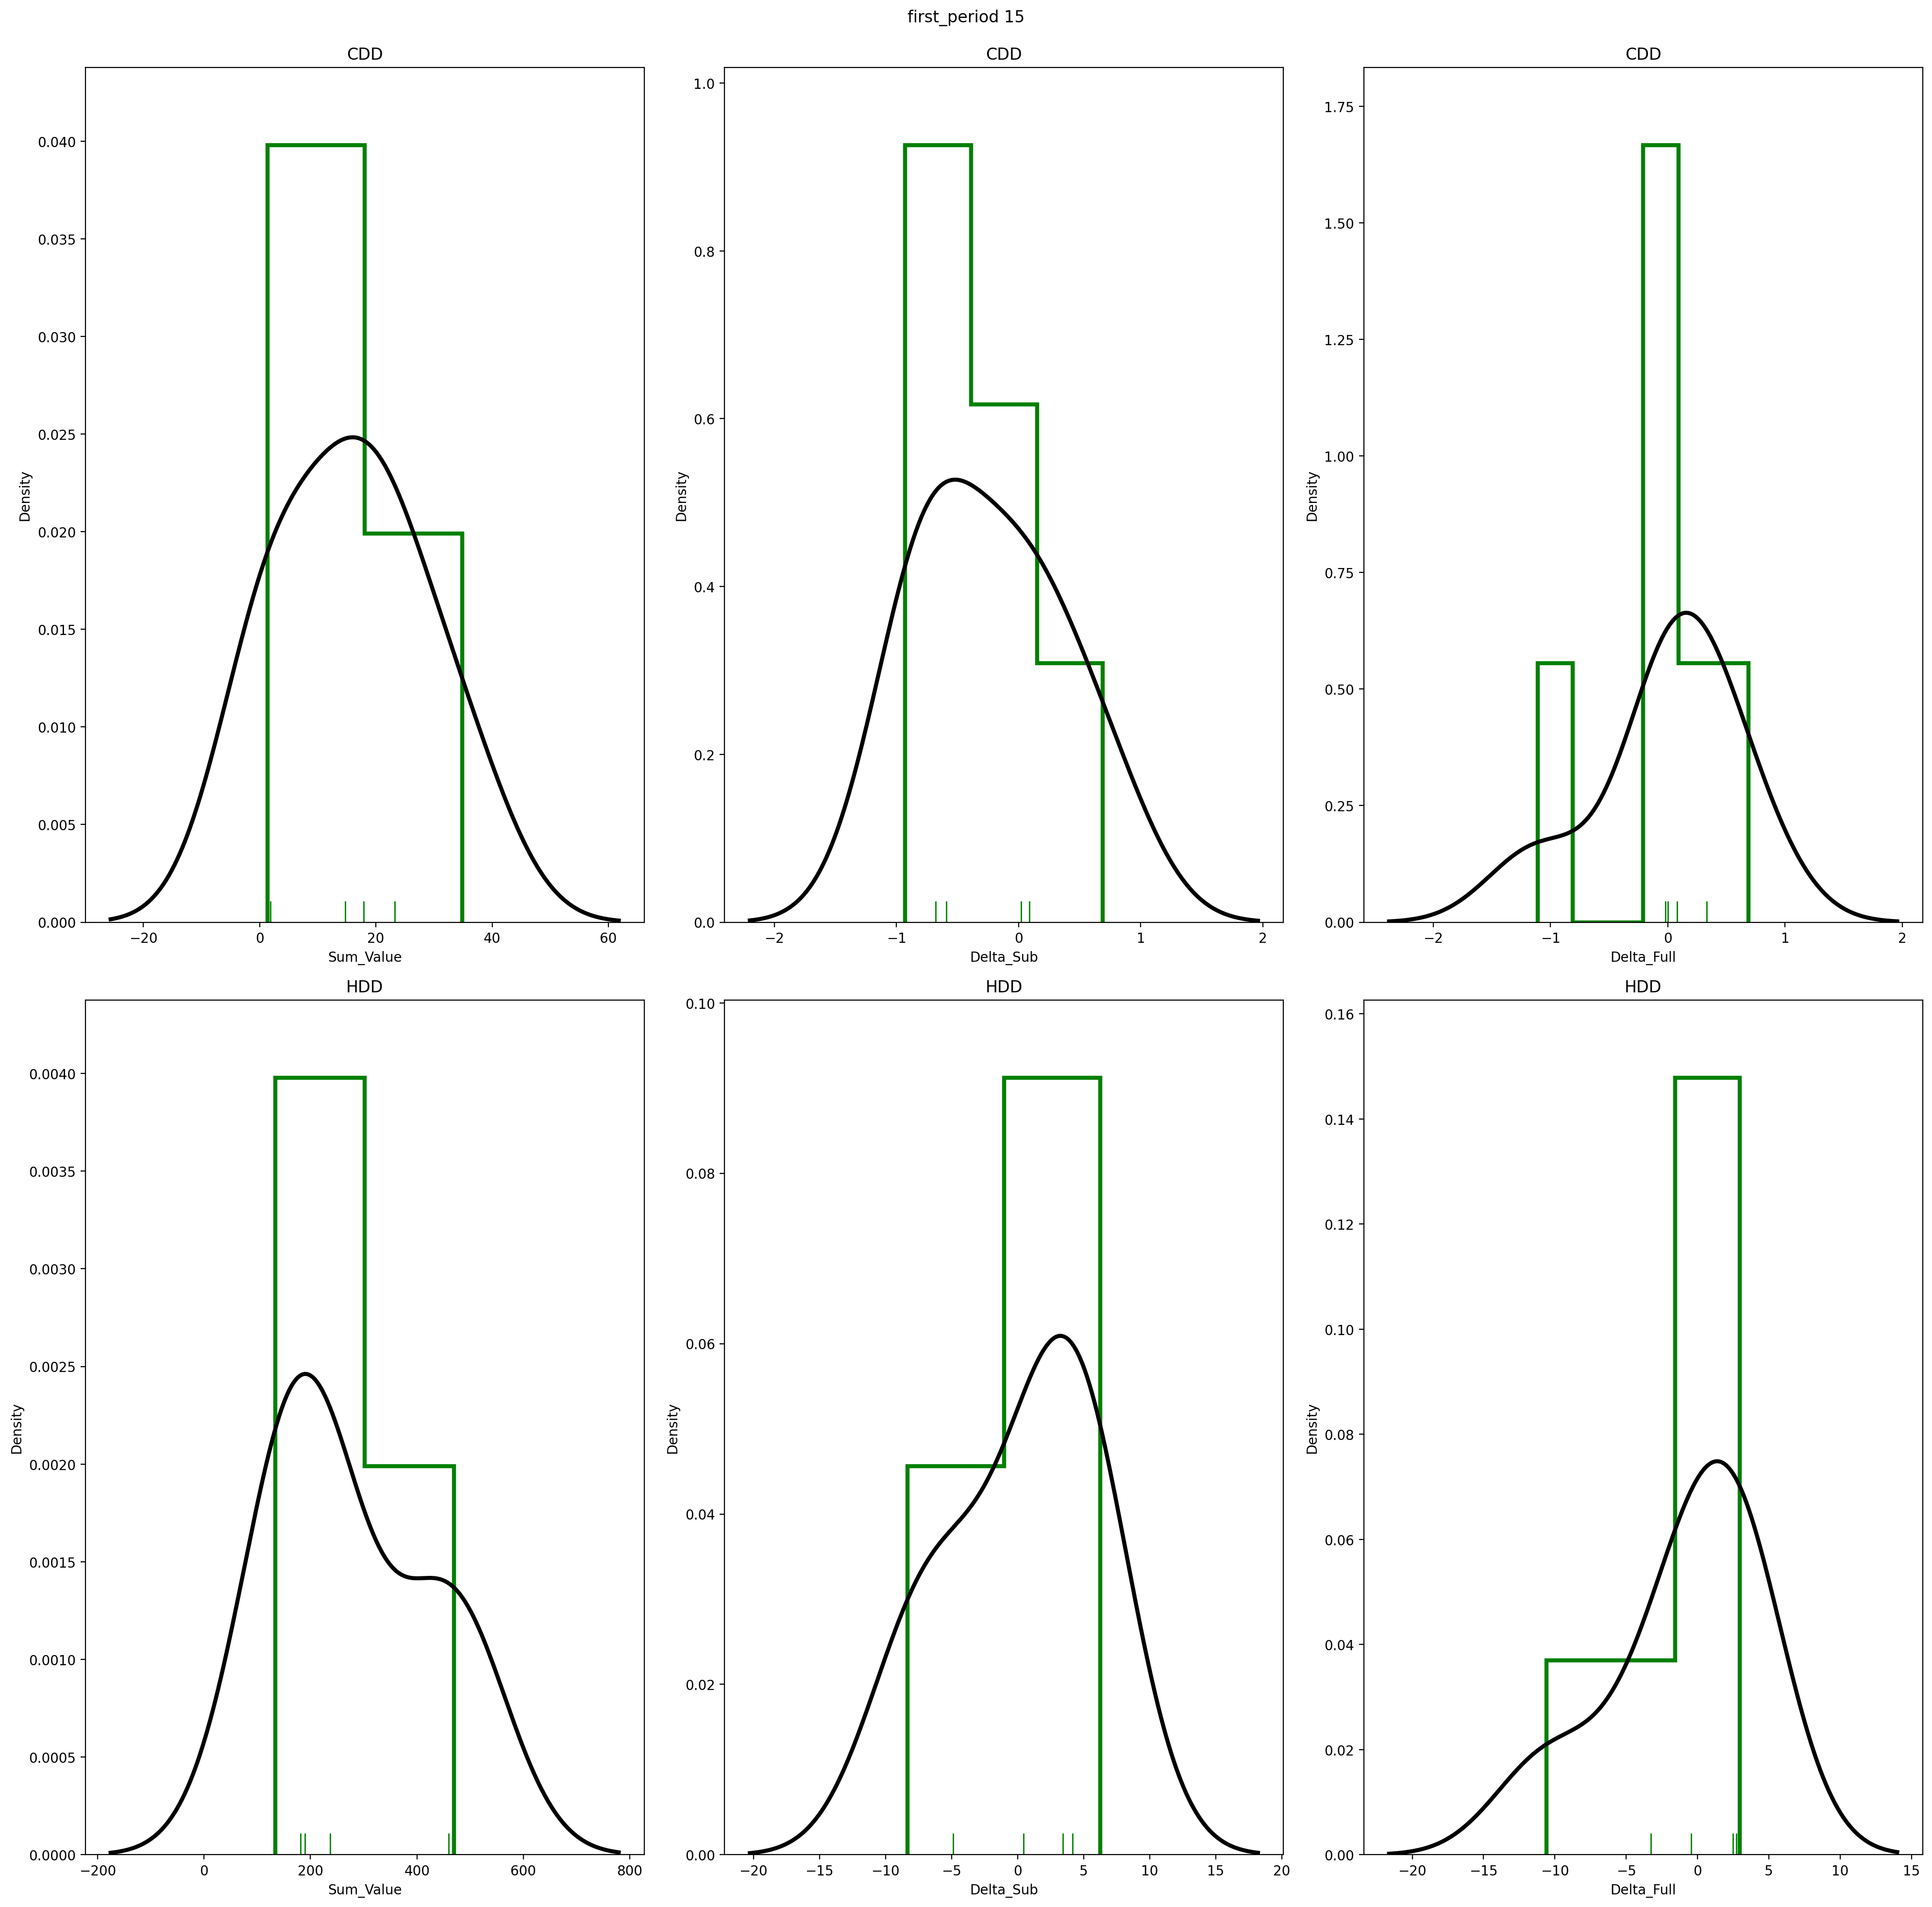 first_period 15
CDD
0.040
0.035
0.030
0.025
0.020
0.015
0.010
0.005
0.000
Density
−20 0 20 40 60
Sum_Value
CDD
1.0
0.8
0.6
0.4
0.2
0.0
Density
−2 −1 0 1 2
Delta_Sub
CDD
1.75
1.50
1.25
1.00
0.75
0.50
0.25
0.00
Density
−2 −1 0 1 2
Delta_Full
HDD
0.0040
0.0035
0.0030
0.0025
0.0020
0.0015
0.0010
0.0005
0.0000
Density
−200 0 200 400 600 800
Sum_Value
HDD
0.10
0.08
0.06
0.04
0.02
0.00
Density
−20 −15 −10 −5 0 5 10 15 20
Delta_Sub
HDD
0.16
0.14
0.12
0.10
0.08
0.06
0.04
0.02
0.00
Density
−20 −15 −10 −5 0 5 10 15
Delta_Full